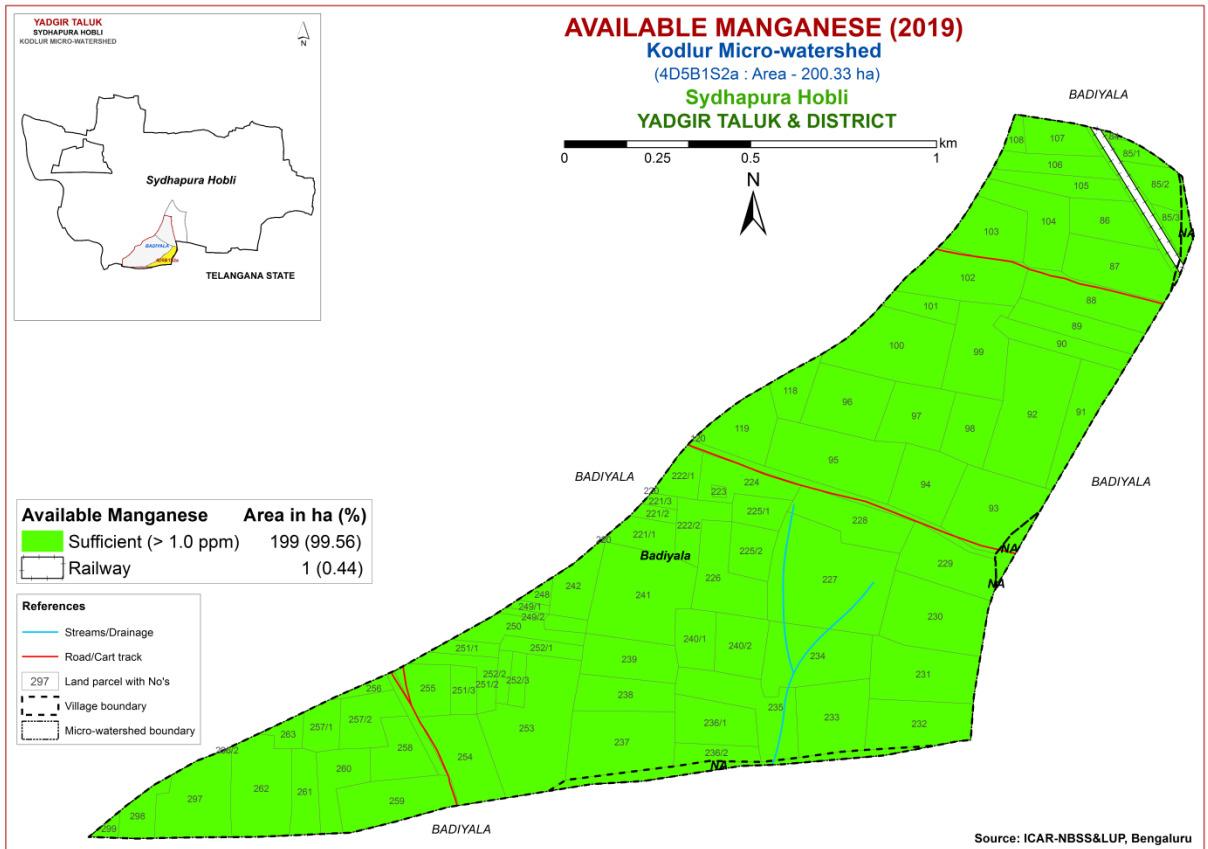 YADGIR TALUK
SYDHAPURA HOBLI
KODLUR MICRO-WATERSHED
N
Sydhapura Hobli
BADIYALA
4D5B1S2a
TELANGANA STATE
AVAILABLE MANGANESE (2019)
Kodlur Micro-watershed
(4D5B1S2a : Area - 200.33 ha)
Sydhapura Hobli
YADGIR TALUK & DISTRICT
0 0.25 0.5 1 km
N
BADIYALA
108
107
84
85/1
106
105
85/2
104
86
85/3
103
NA
87
102
88
101
89
90
100
99
118
96
97
98
92
91
119
120
95
94
93
BADIYALA
BADIYALA
222/1
224
220
223
221/3
221/2
225/1
228
222/2
221/1
220
Badiyala
225/2
229
NA
NA
226
227
242
241
248
249/1
249/2
250
230
240/1
240/2
234
251/1
252/1
239
231
252/2
251/2
252/3
251/3
255
256
238
235
233
232
236/1
236/2
NA
237
253
254
257/2
257/1
263
258
298/2
260
262
261
259
297
298
299
BADIYALA
Available Manganese Area in ha (%)
Sufficient (> 1.0 ppm) 199 (99.56)
Railway 1 (0.44)
References
Streams/Drainage
Road/Cart track
297 Land parcel with No's
Village boundary
Micro-watershed boundary
Source: ICAR-NBSS&LUP, Bengaluru